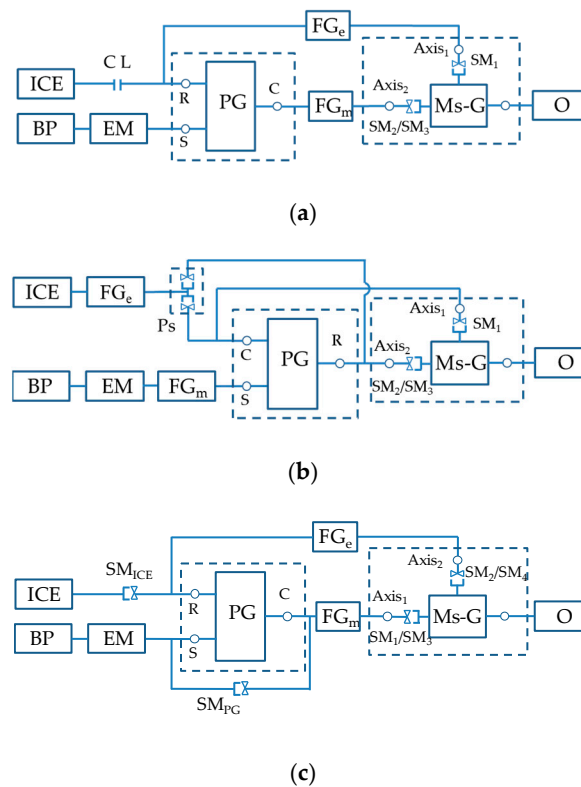 FGe
Axis1
SM1
C L
ICE
R
PG
C
FGm
Axis2
Ms-G
O
BP
EM
S
SM2/SM3
(a)
ICE
FGe
Ps
Axis1
SM1
R
Axis2
C
PG
Ms-G
O
BP
EM
FGm
S
SM2/SM3
(b)
FGe
SMICE
Axis2
SM2/SM4
ICE
R
PG
C
Axis1
FGm
Ms-G
O
BP
EM
S
SM1/SM3
SMPG
(c)